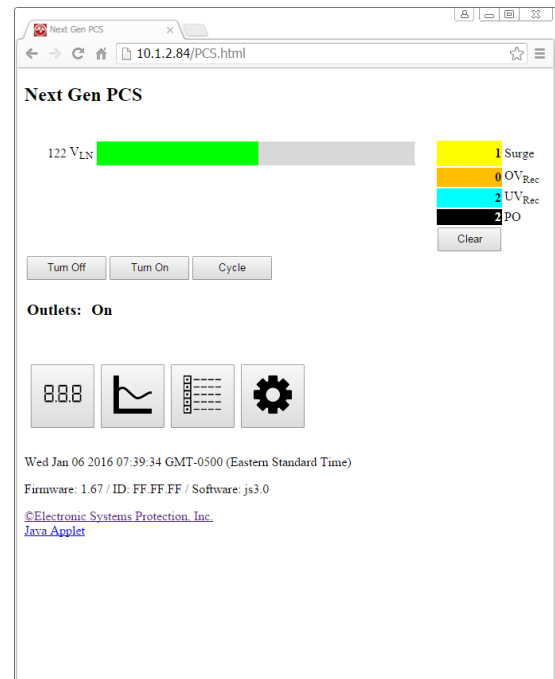 Next Gen PCS
10.1.2.84/PCS.html
Next Gen PCS
122 VLN
1 Surge
0 OVRec
2 UVRec
2 PO
Clear
Turn Off Turn On Cycle
Outlets: On
8.8.8
Wed Jan 06 2016 07:39:34 GMT-0500 (Eastern Standard Time)
Firmware: 1.67 / ID: FF.FF.FF / Software: js3.0
©Electronic Systems Protection, Inc.
Java Applet